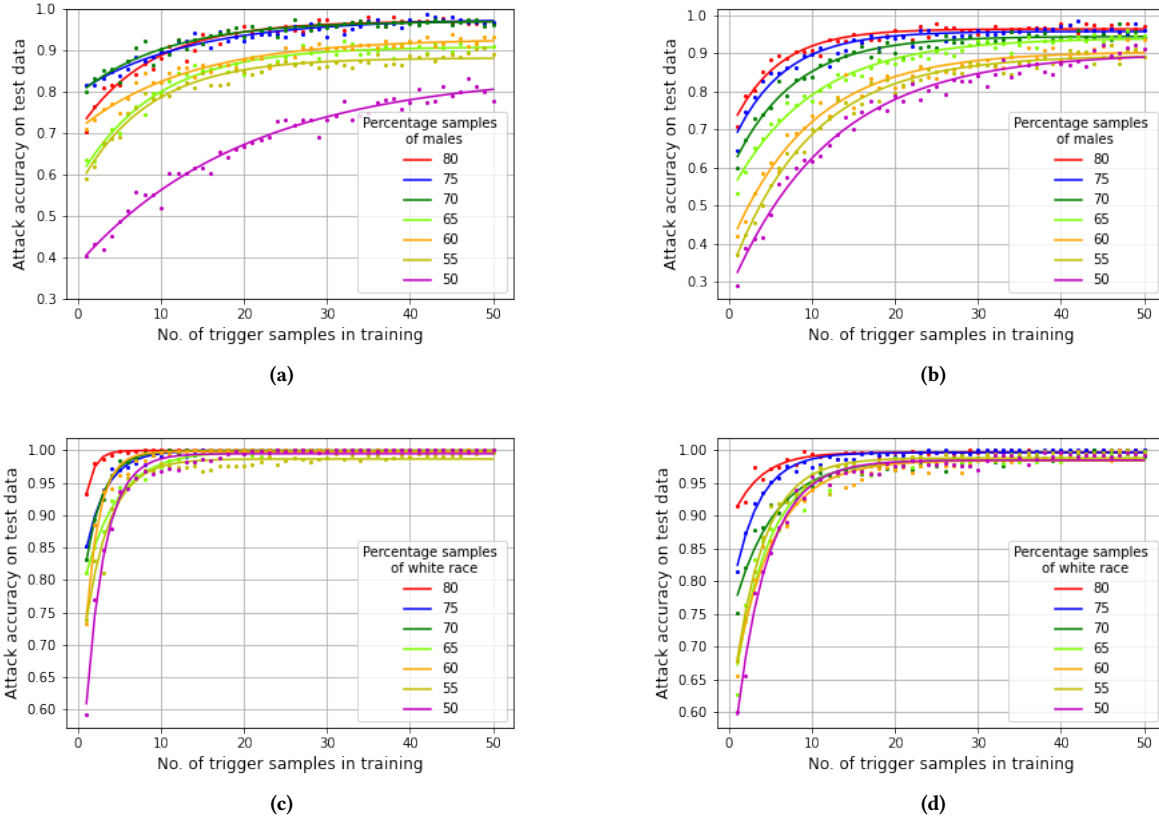 1.0
0.9
0.8
0.7
0.6
0.5
0.4
0.3
Attack accuracy on test data
Percentage samples
of males
80
75
70
65
60
55
50
0 10 20 30 40 50
No. of trigger samples in training
(a)
1.0
0.9
0.8
0.7
0.6
0.5
0.4
0.3
Attack accuracy on test data
Percentage samples
of males
80
75
70
65
60
55
50
0 10 20 30 40 50
No. of trigger samples in training
(b)
1.00
0.95
0.90
0.85
0.80
0.75
0.70
0.65
0.60
Attack accuracy on test data
Percentage samples
of white race
80
75
70
65
60
55
50
0 10 20 30 40 50
No. of trigger samples in training
(c)
1.00
0.95
0.90
0.85
0.80
0.75
0.70
0.65
0.60
Attack accuracy on test data
Percentage samples
of white race
80
75
70
65
60
55
50
0 10 20 30 40 50
No. of trigger samples in training
(d)